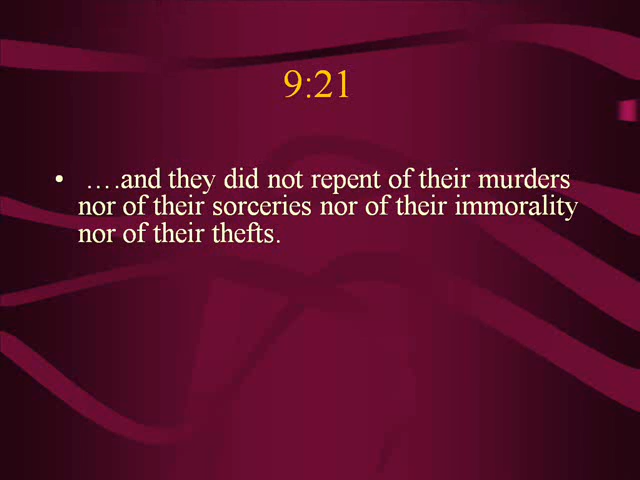 9:21
• ….and they did not repent of their murders
nor of their sorceries nor of their immorality
nor of their thefts.